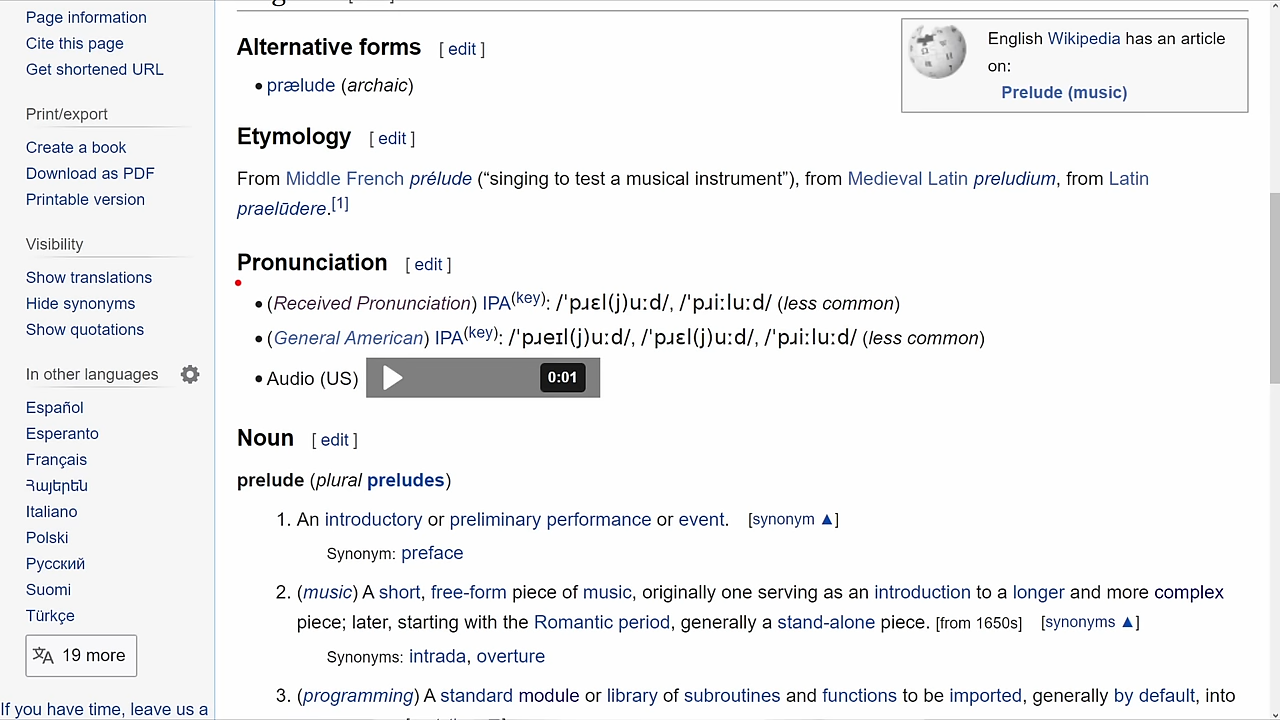 Page information
Cite this page
Get shortened URL
Print/export
Create a book
Download as PDF
Printable version
Visibility
Show translations
Hide synonyms
Show quotations
In other languages
Español
Esperanto
Français
Հայերեն
Italiano
Polski
Русский
Suomi
Türkçe
19 more
If you have time, leave us a
Alternative forms [ edit ]
• prælude (archaic)
English Wikipedia has an article
on:
Prelude (music)
Etymology [ edit ]
From Middle French prélude (“singing to test a musical instrument”), from Medieval Latin preludium, from Latin
praelūdere.[1]
Pronunciation [ edit ]
• (Received Pronunciation) IPA(key): /ˈpɹɛl(j)uːd/, /ˈpɹiːluːd/ (less common)
• (General American) IPA(key): /ˈpɹeɪl(j)uːd/, /ˈpɹɛl(j)uːd/, /ˈpɹiːluːd/ (less common)
• Audio (US) 0:01
Noun [ edit ]
prelude (plural preludes)
1. An introductory or preliminary performance or event. [synonym ▲]
Synonym: preface
2. (music) A short, free-form piece of music, originally one serving as an introduction to a longer and more complex
piece; later, starting with the Romantic period, generally a stand-alone piece. [from 1650s] [synonyms ▲]
Synonyms: intrada, overture
3. (programming) A standard module or library of subroutines and functions to be imported, generally by default, into